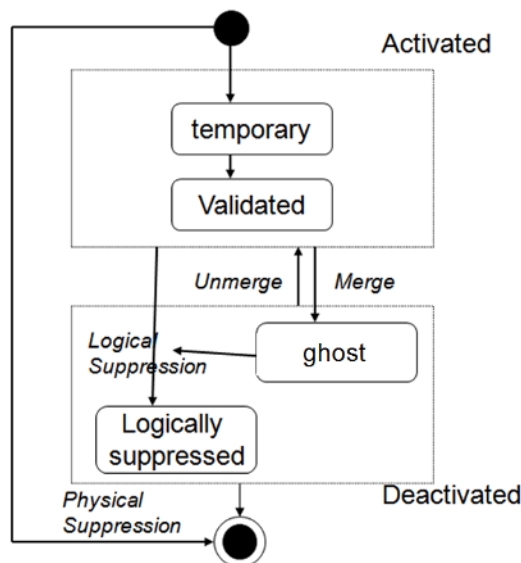 Activated
temporary
Validated
Unmerge
Merge
Logical
Suppression
ghost
Logically
suppressed
Deactivated
Physical
Suppression